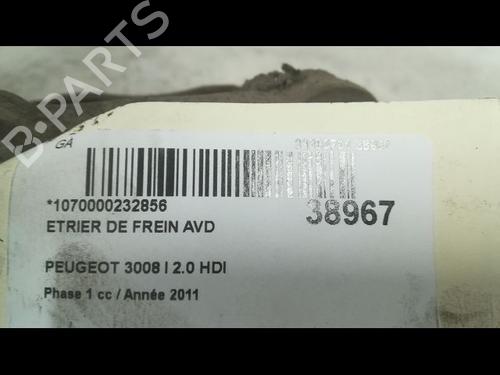 B-PARTS
GA
*1070000232856
38967
ETRIER DE FREIN AVD
PEUGEOT 3008 I 2.0 HDI
Phase 1 cc / Année 2011